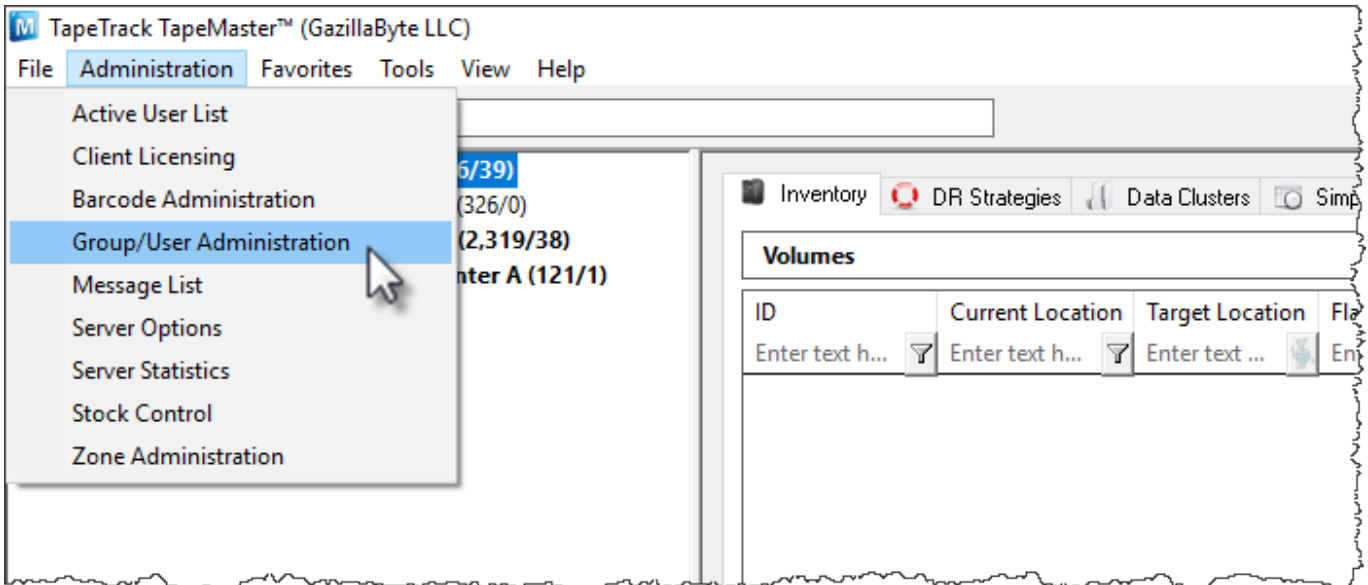 TapeTrack TapeMaster™ (GazillaByte LLC)
File Administration Favorites Tools View Help
Active User List
Client Licensing
Barcode Administration
Group/User Administration
Message List
Server Options
Server Statistics
Stock Control
Zone Administration
6/39)
(326/0)
(2,319/38)
nter A (121/1)
Inventory DR Strategies Data Clusters Simp
Volumes
ID Current Location Target Location Fla
Enter text h... Enter text h... Enter text ... En